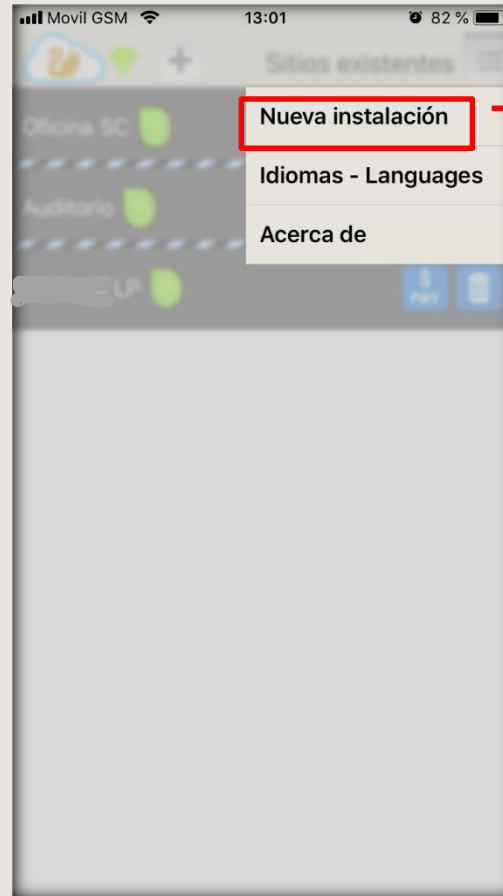 Movil GSM 13:01 82 %
Sitios existentes
Nueva instalación
Oficina SC
Idiomas - Languages
Auditorio
Acerca de
LP
$
PAY